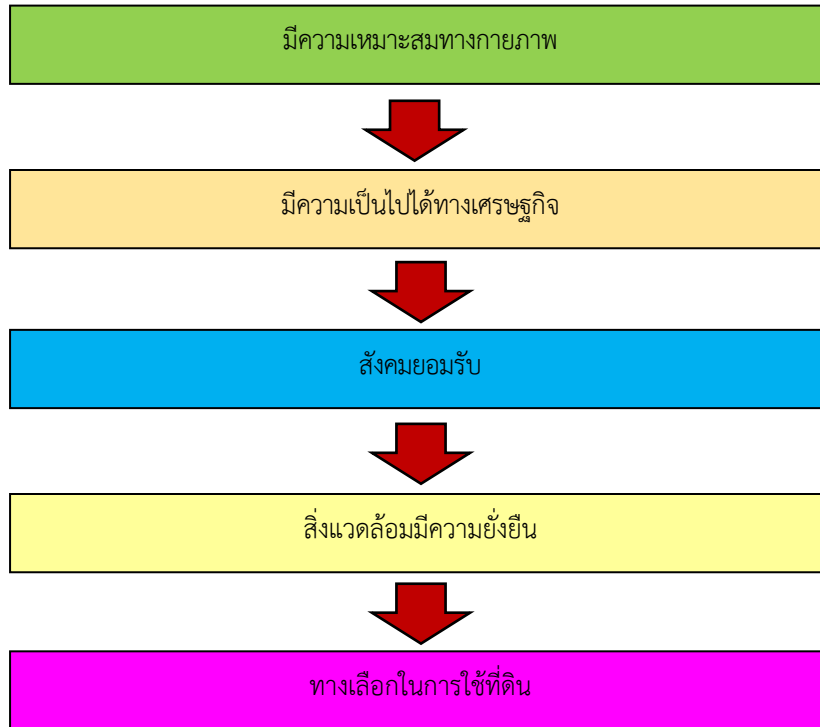 มีความเหมาะสมทางกายภาพ
มีความเป็นไปได้ทางเศรษฐกิจ
สังคมยอมรับ
สิ่งแวดล้อมมีความยั่งยืน
ทางเลือกในการใช้ที่ดิน